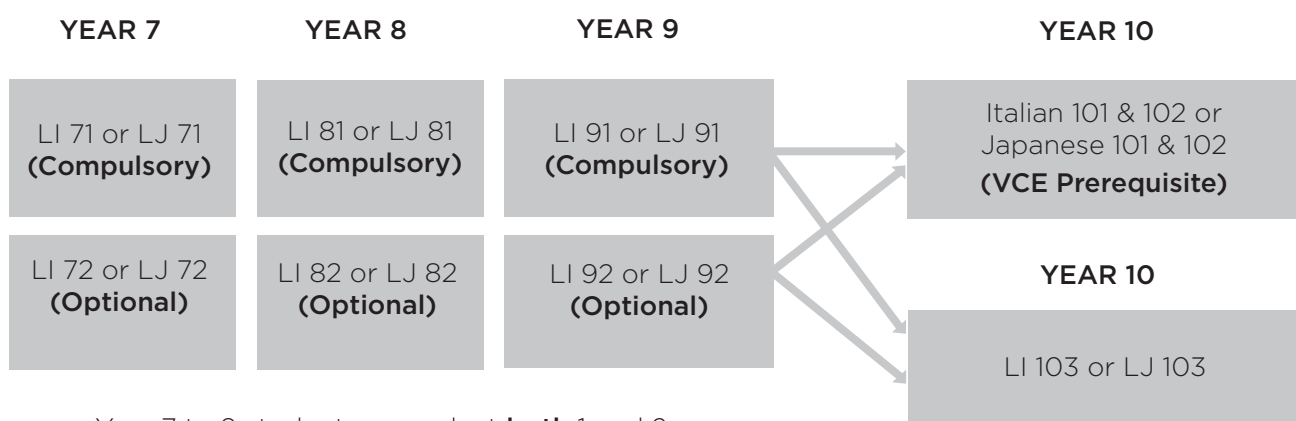 YEAR 7
YEAR 8
YEAR 9
YEAR 10
LI 71 or LJ 71
(Compulsory)
LI 81 or LJ 81
(Compulsory)
LI 91 or LJ 91
(Compulsory)
Italian 101 & 102 or
Japanese 101 & 102
(VCE Prerequisite)
LI 72 or LJ 72
(Optional)
LI 82 or LJ 82
(Optional)
LI 92 or LJ 92
(Optional)
YEAR 10
LI 103 or LJ 103